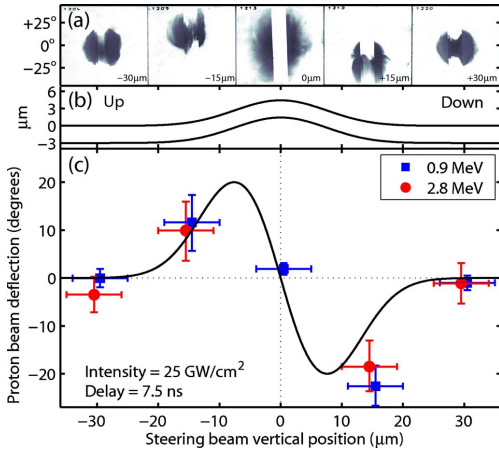 (a)
+25°
0°
−25°
1213
−30μm
−15μm
0μm
+15μm
+30μm
(b)
Up
Down
μm
6
3
0
−3
(c)
0.9 MeV
2.8 MeV
Proton beam deflection (degrees)
20
10
0
−10
−20
Intensity = 25 GW/cm²
Delay = 7.5 ns
−30
−20
−10
0
10
20
30
Steering beam vertical position (μm)